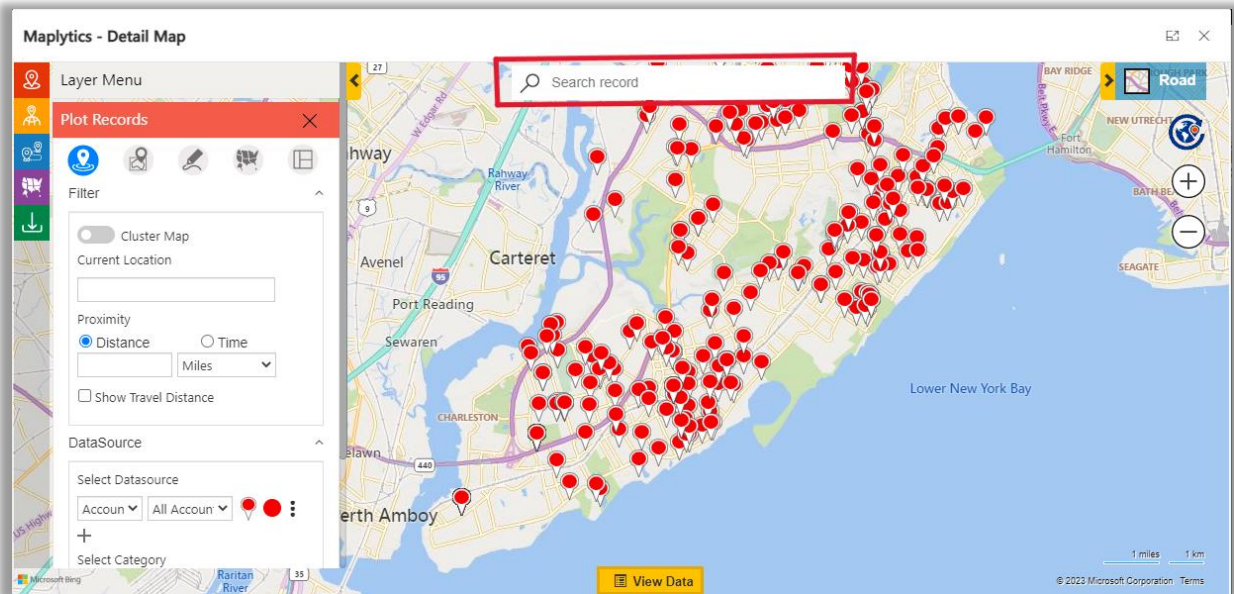 Maplytics - Detail Map
Layer Menu
Plot Records
Filter
Cluster Map
Current Location
Proximity
Distance
Time
Miles
Show Travel Distance
DataSource
Select Datasource
Accoun
All Accoun
Select Category
Search record
Road
27
W. Edgar Rd
hway
Rahway
River
9
Avenel
Carteret
95
Port Reading
Sewaren
CHARLESTON
elawn
440
erth Amboy
US Highw
Raritan
River
35
BAY RIDGE
Belt Pkwy E
Fort
Hamilton
NEW UTRECHT
BATH BE
SEAGATE
Lower New York Bay
Microsoft Bing
View Data
1 miles
1 km
© 2023 Microsoft Corporation Terms